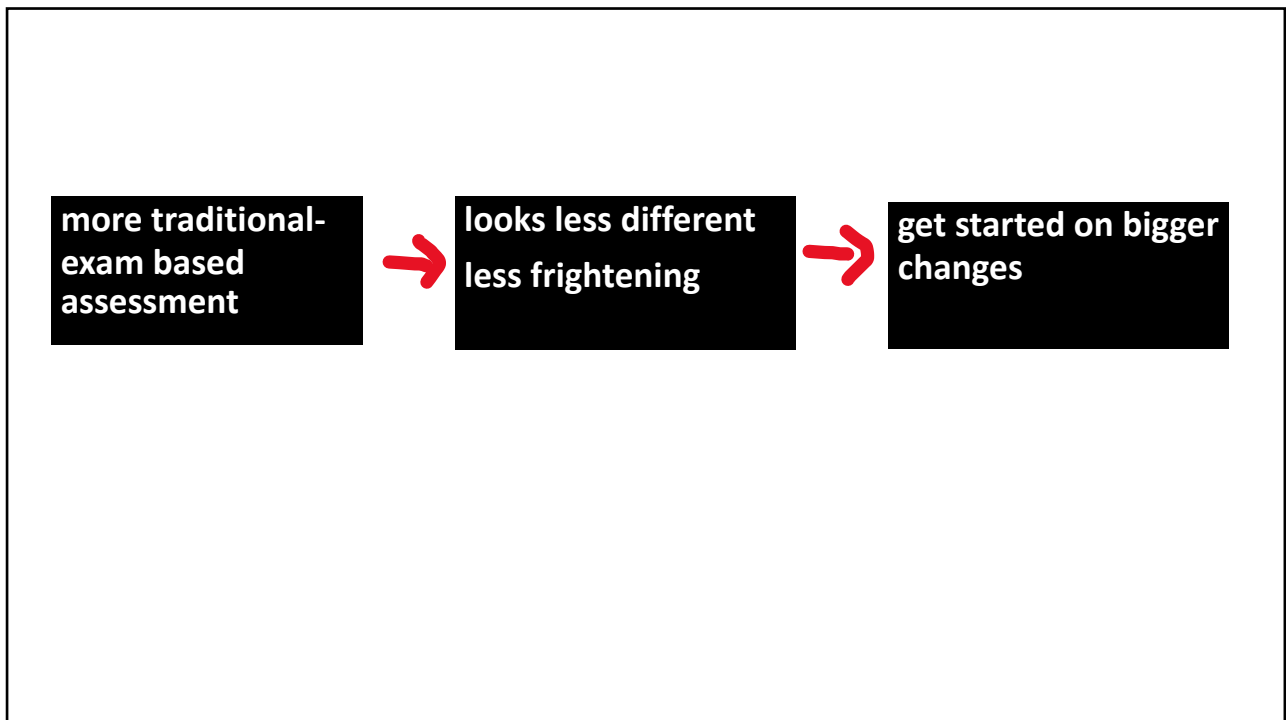 more traditional-
exam based
assessment
looks less different
less frightening
get started on bigger
changes